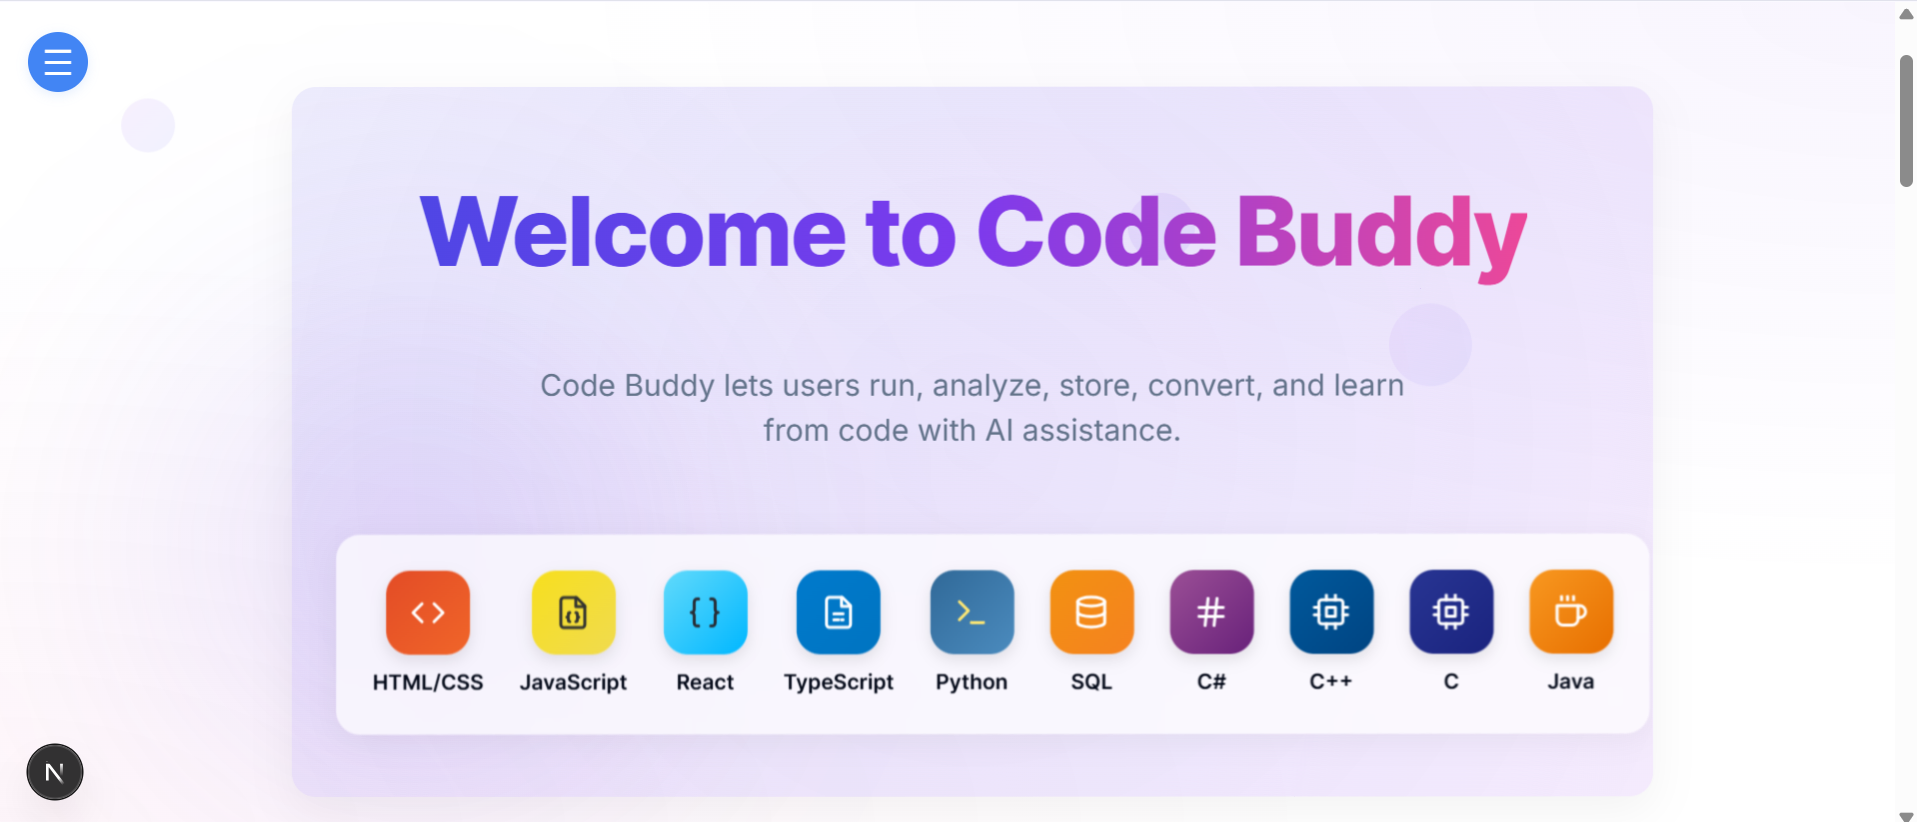 Welcome to Code Buddy
Code Buddy lets users run, analyze, store, convert, and learn
from code with AI assistance.
HTML/CSS JavaScript React TypeScript Python SQL C# C++ C Java
N